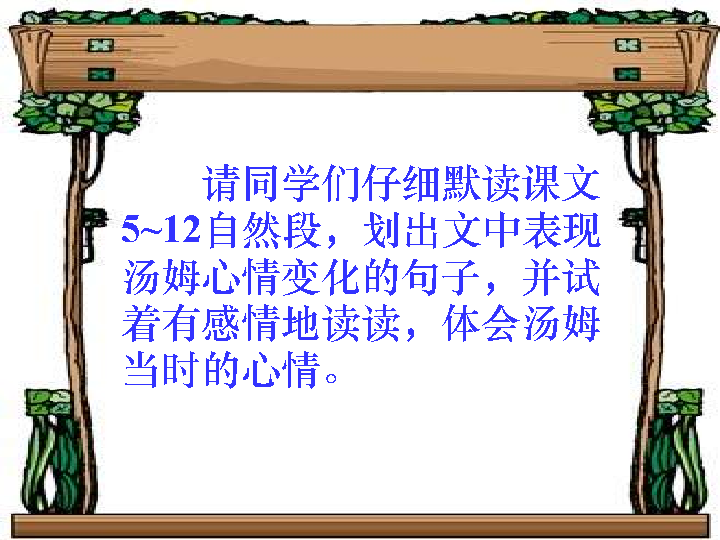 请同学们仔细默读课文
5~12自然段，划出文中表现
汤姆心情变化的句子，并试
着有感情地读读，体会汤姆
当时的心情。